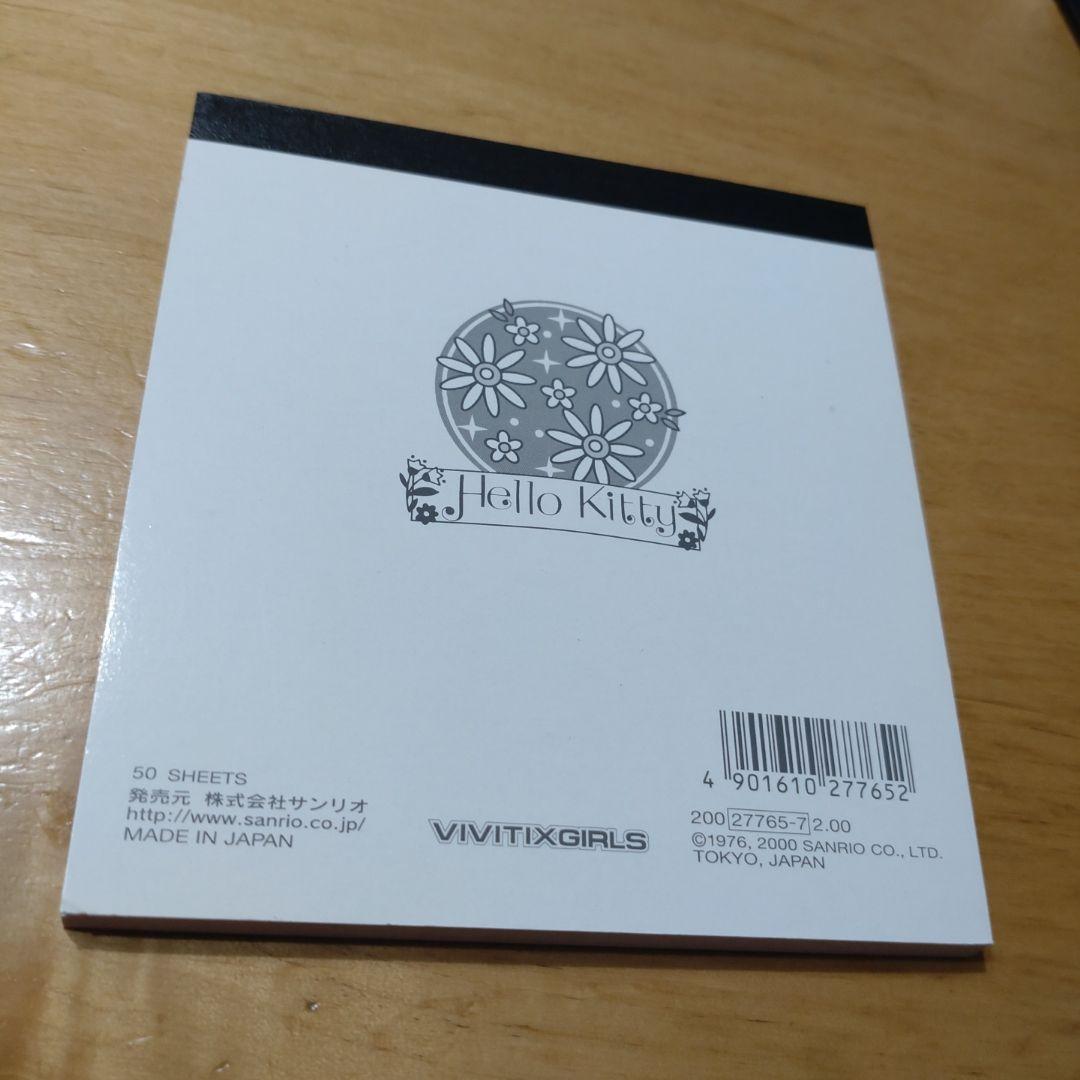 Hello Kitty
50 SHEETS
発売元 株式会社サンリオ
http://www.sanrio.co.jp/
MADE IN JAPAN
VIVITIXGIRLS
4 901610 277652
200 27765-7 2.00
©1976, 2000 SANRIO CO., LTD.
TOKYO, JAPAN